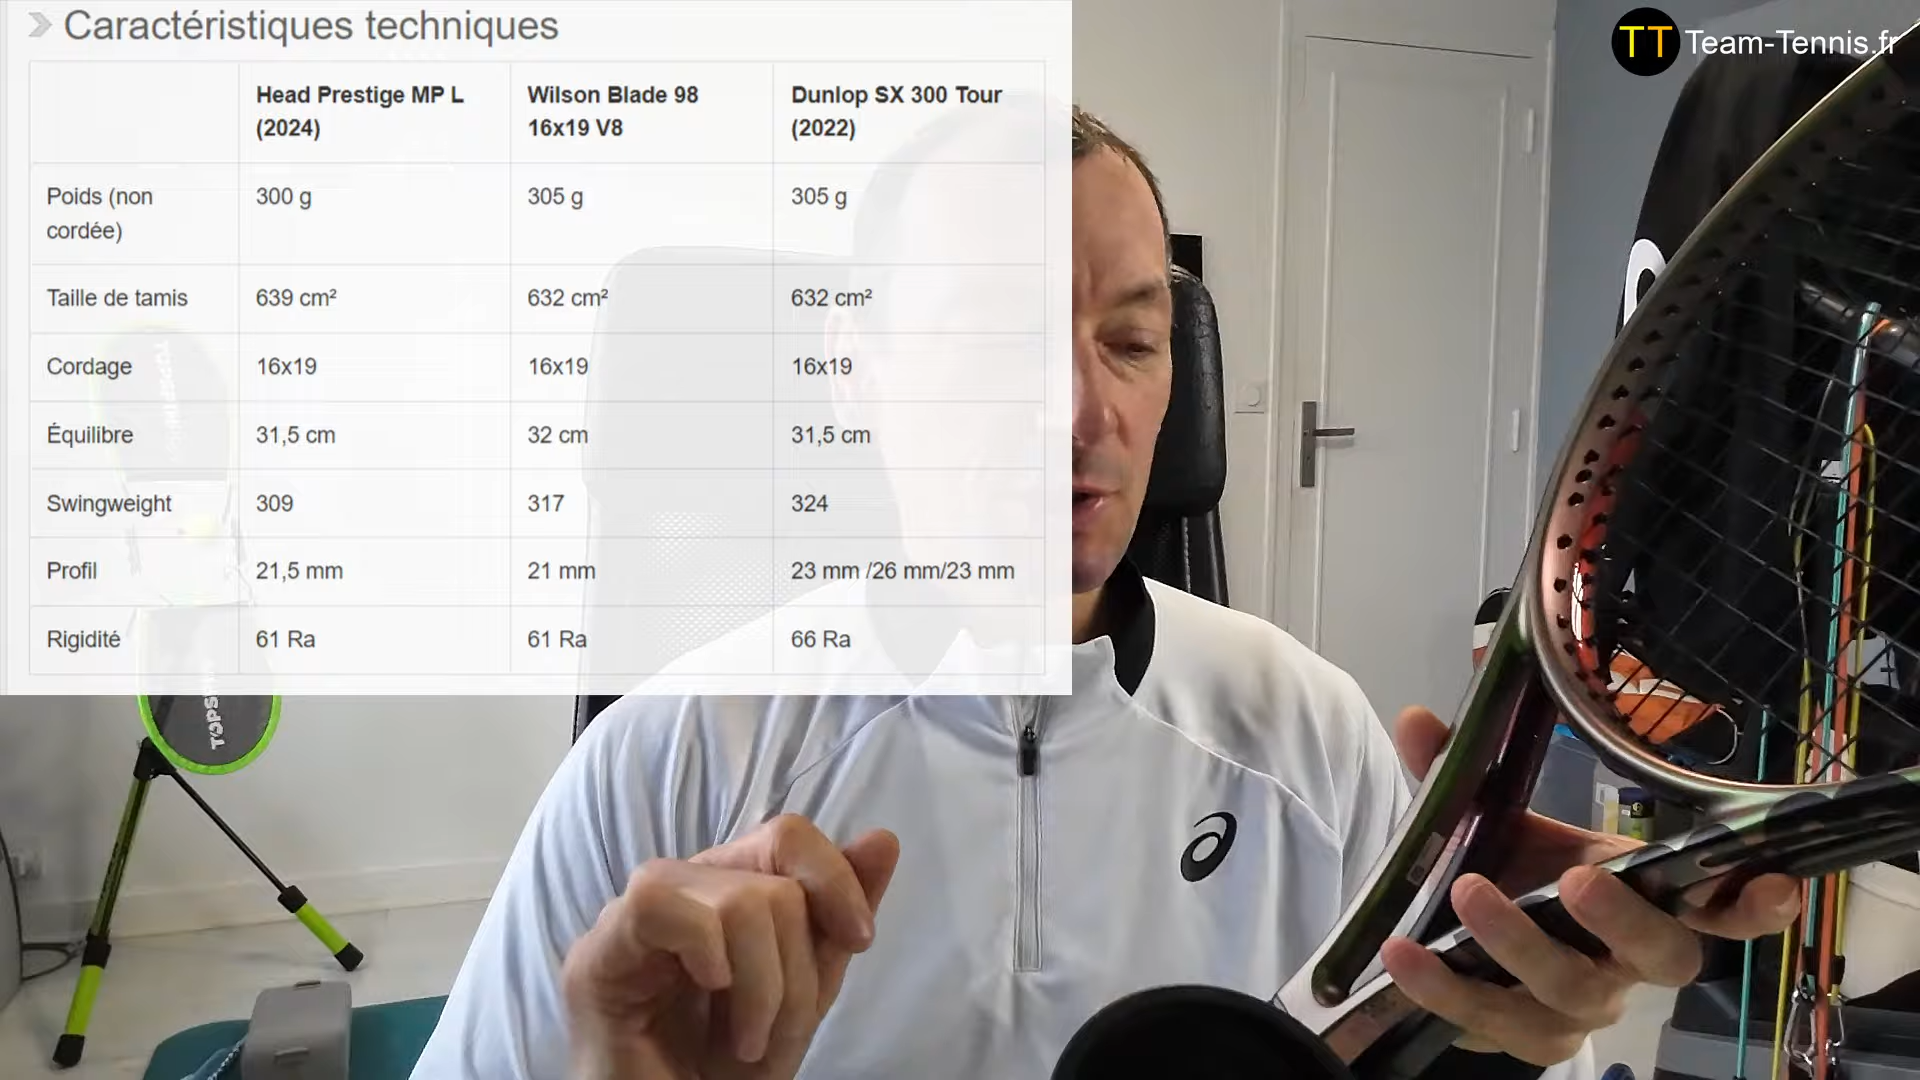 Caractéristiques techniques
TT Team-Tennis.fr
Head Prestige MP L
(2024)
Wilson Blade 98
16x19 V8
Dunlop SX 300 Tour
(2022)
Poids (non
cordée)
300 g
305 g
305 g
Taille de tamis
639 cm²
632 cm²
632 cm²
Cordage
16x19
16x19
16x19
Équilibre
31,5 cm
32 cm
31,5 cm
Swingweight
309
317
324
Profil
21,5 mm
21 mm
23 mm /26 mm/23 mm
Rigidité
61 Ra
61 Ra
66 Ra